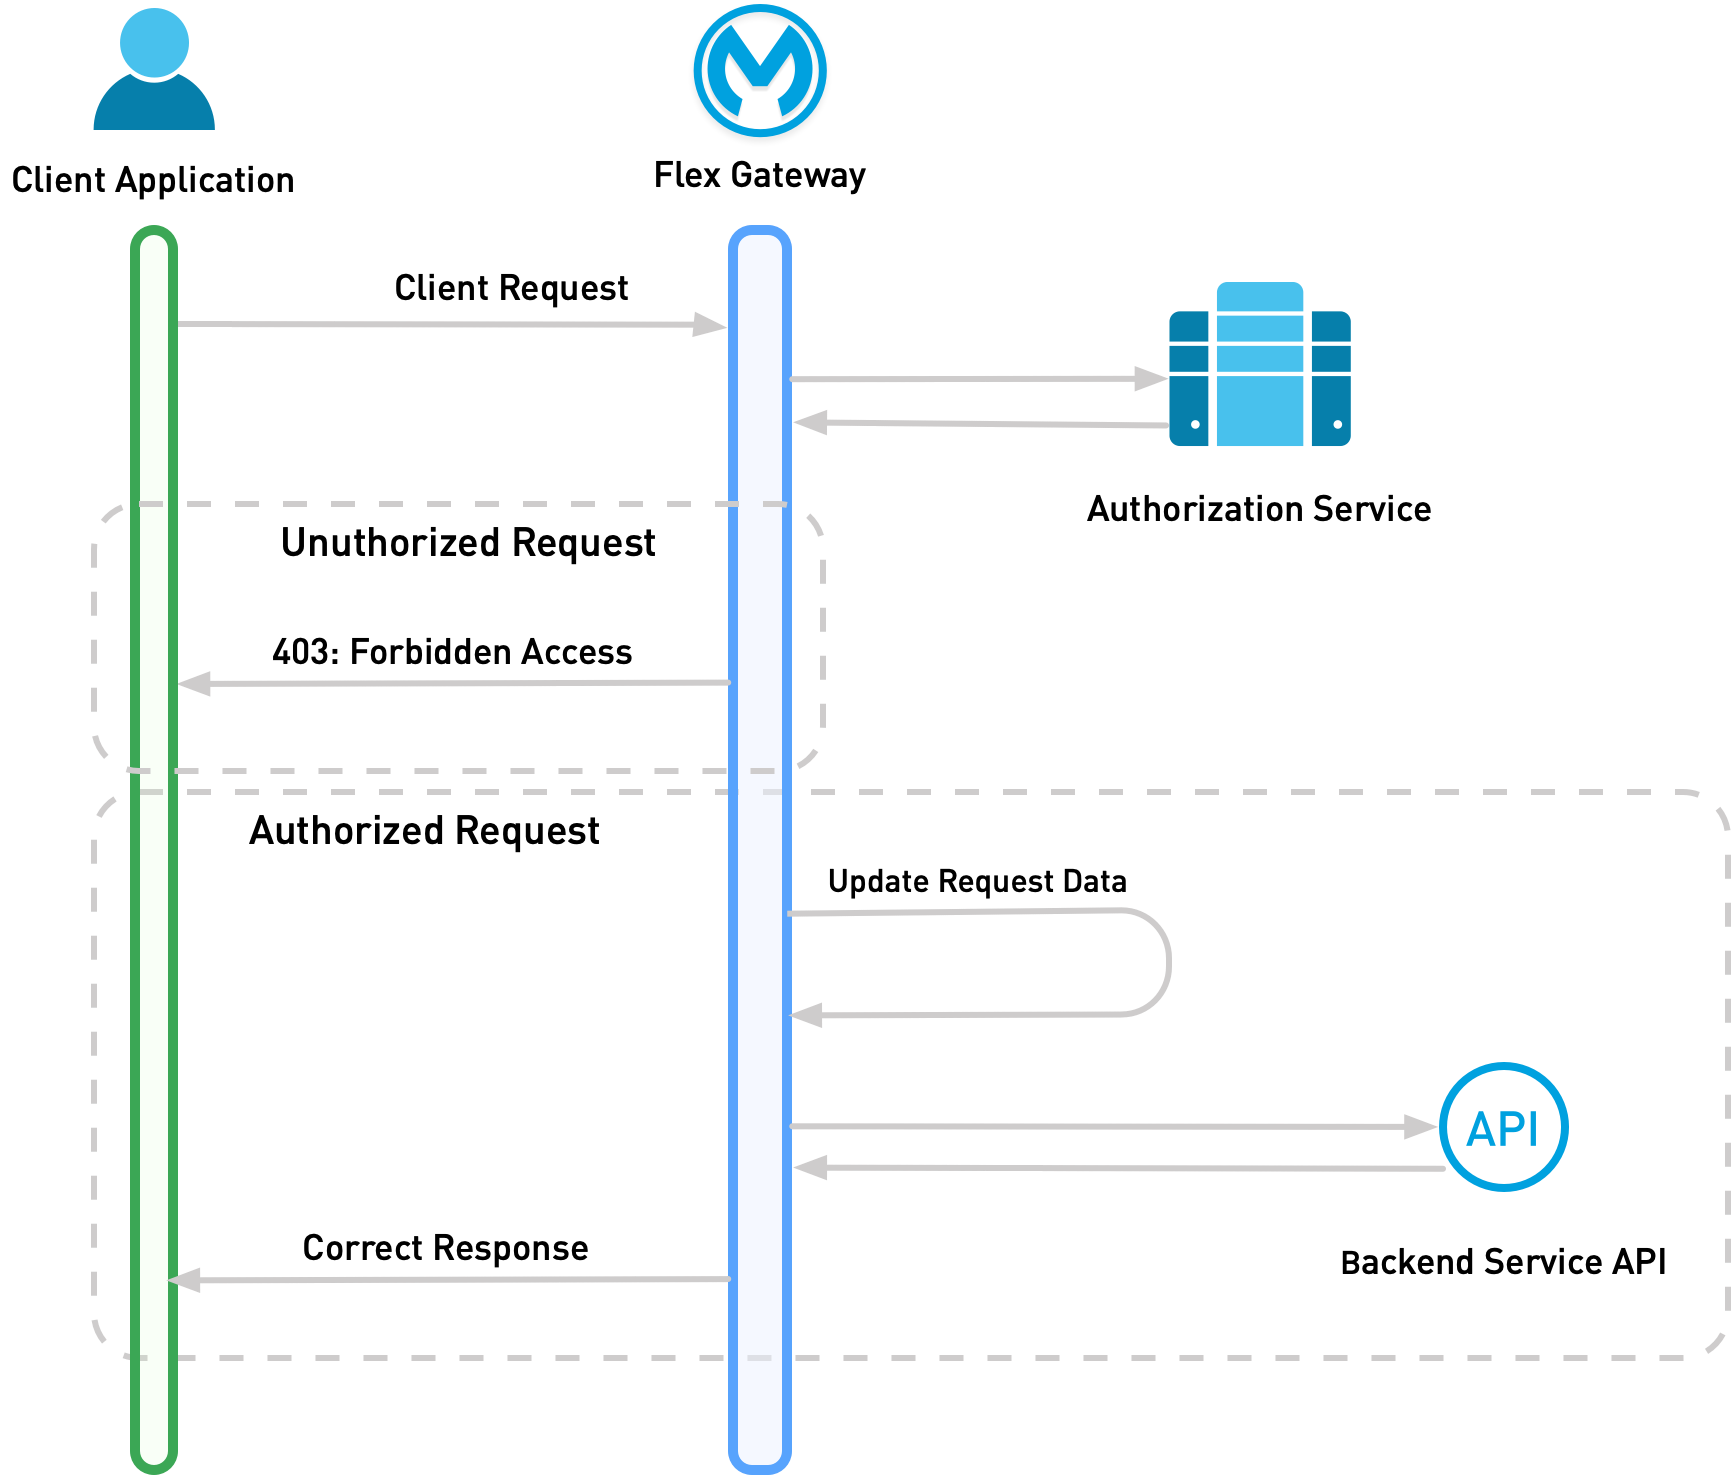 Client Application
Flex Gateway
Client Request
Authorization Service
Unuthorized Request
403: Forbidden Access
Authorized Request
Update Request Data
API
Correct Response
Backend Service API